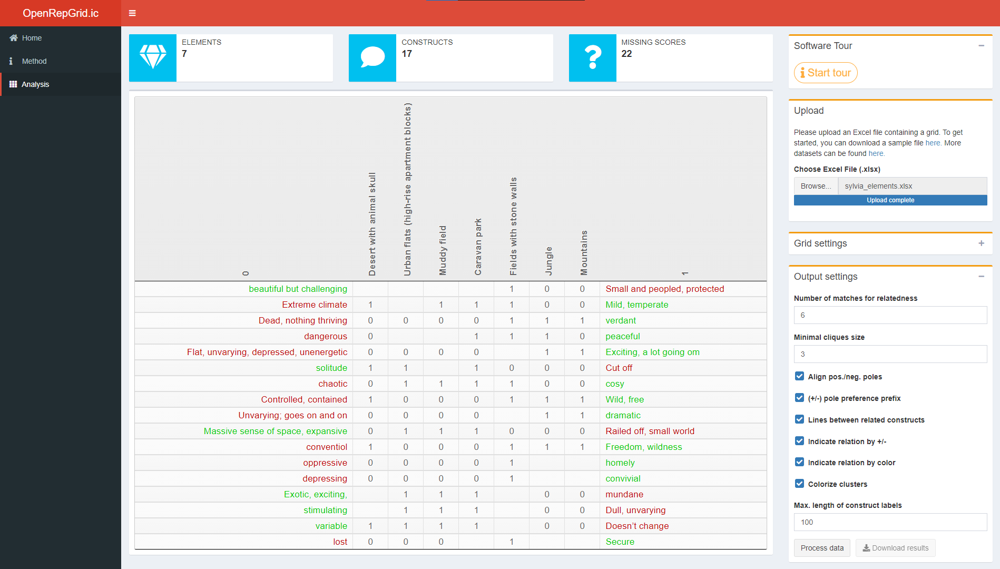 OpenRepGrid.ic
Home
Method
Analysis
ELEMENTS
7
CONSTRUCTS
17
MISSING SCORES
22
0
Desert with animal skull
Urban flats (high-rise apartment blocks)
Muddy field
Caravan park
Fields with stone walls
Jungle
Mountains
1
beautiful but challenging 1 0 0 Small and peopled, protected
Extreme climate 1 1 1 1 0 0 Mild, temperate
Dead, nothing thriving 0 0 0 0 1 1 1 verdant
dangerous 0 1 1 1 0 peaceful
Flat, unvarying, depressed, unenergetic 0 0 0 0 1 1 Exciting, a lot going om
solitude 1 1 1 0 0 0 Cut off
chaotic 0 1 1 1 1 0 0 cosy
Controlled, contained 1 0 0 0 1 1 1 Wild, free
Unvarying; goes on and on 0 0 0 0 1 1 dramatic
Massive sense of space, expansive 0 1 1 1 0 0 0 Railed off, small world
conventiol 1 0 0 0 1 1 1 Freedom, wildness
oppressive 0 0 0 0 1 homely
depressing 0 0 0 0 1 convivial
Exotic, exciting, 1 1 1 0 0 mundane
stimulating 1 1 1 0 0 Dull, unvarying
variable 1 1 1 1 0 0 Doesn’t change
lost 0 0 0 1 Secure
Software Tour
Start tour
Upload
Please upload an Excel file containing a grid. To get
started, you can download a sample file here. More
datasets can be found here.
Choose Excel File (.xlsx)
Browse... sylvia_elements.xlsx
Upload complete
Grid settings
Output settings
Number of matches for relatedness
6
Minimal cliques size
3
Align pos./neg. poles
(+/-) pole preference prefix
Lines between related constructs
Indicate relation by +/-
Indicate relation by color
Colorize clusters
Max. length of construct labels
100
Process data Download results